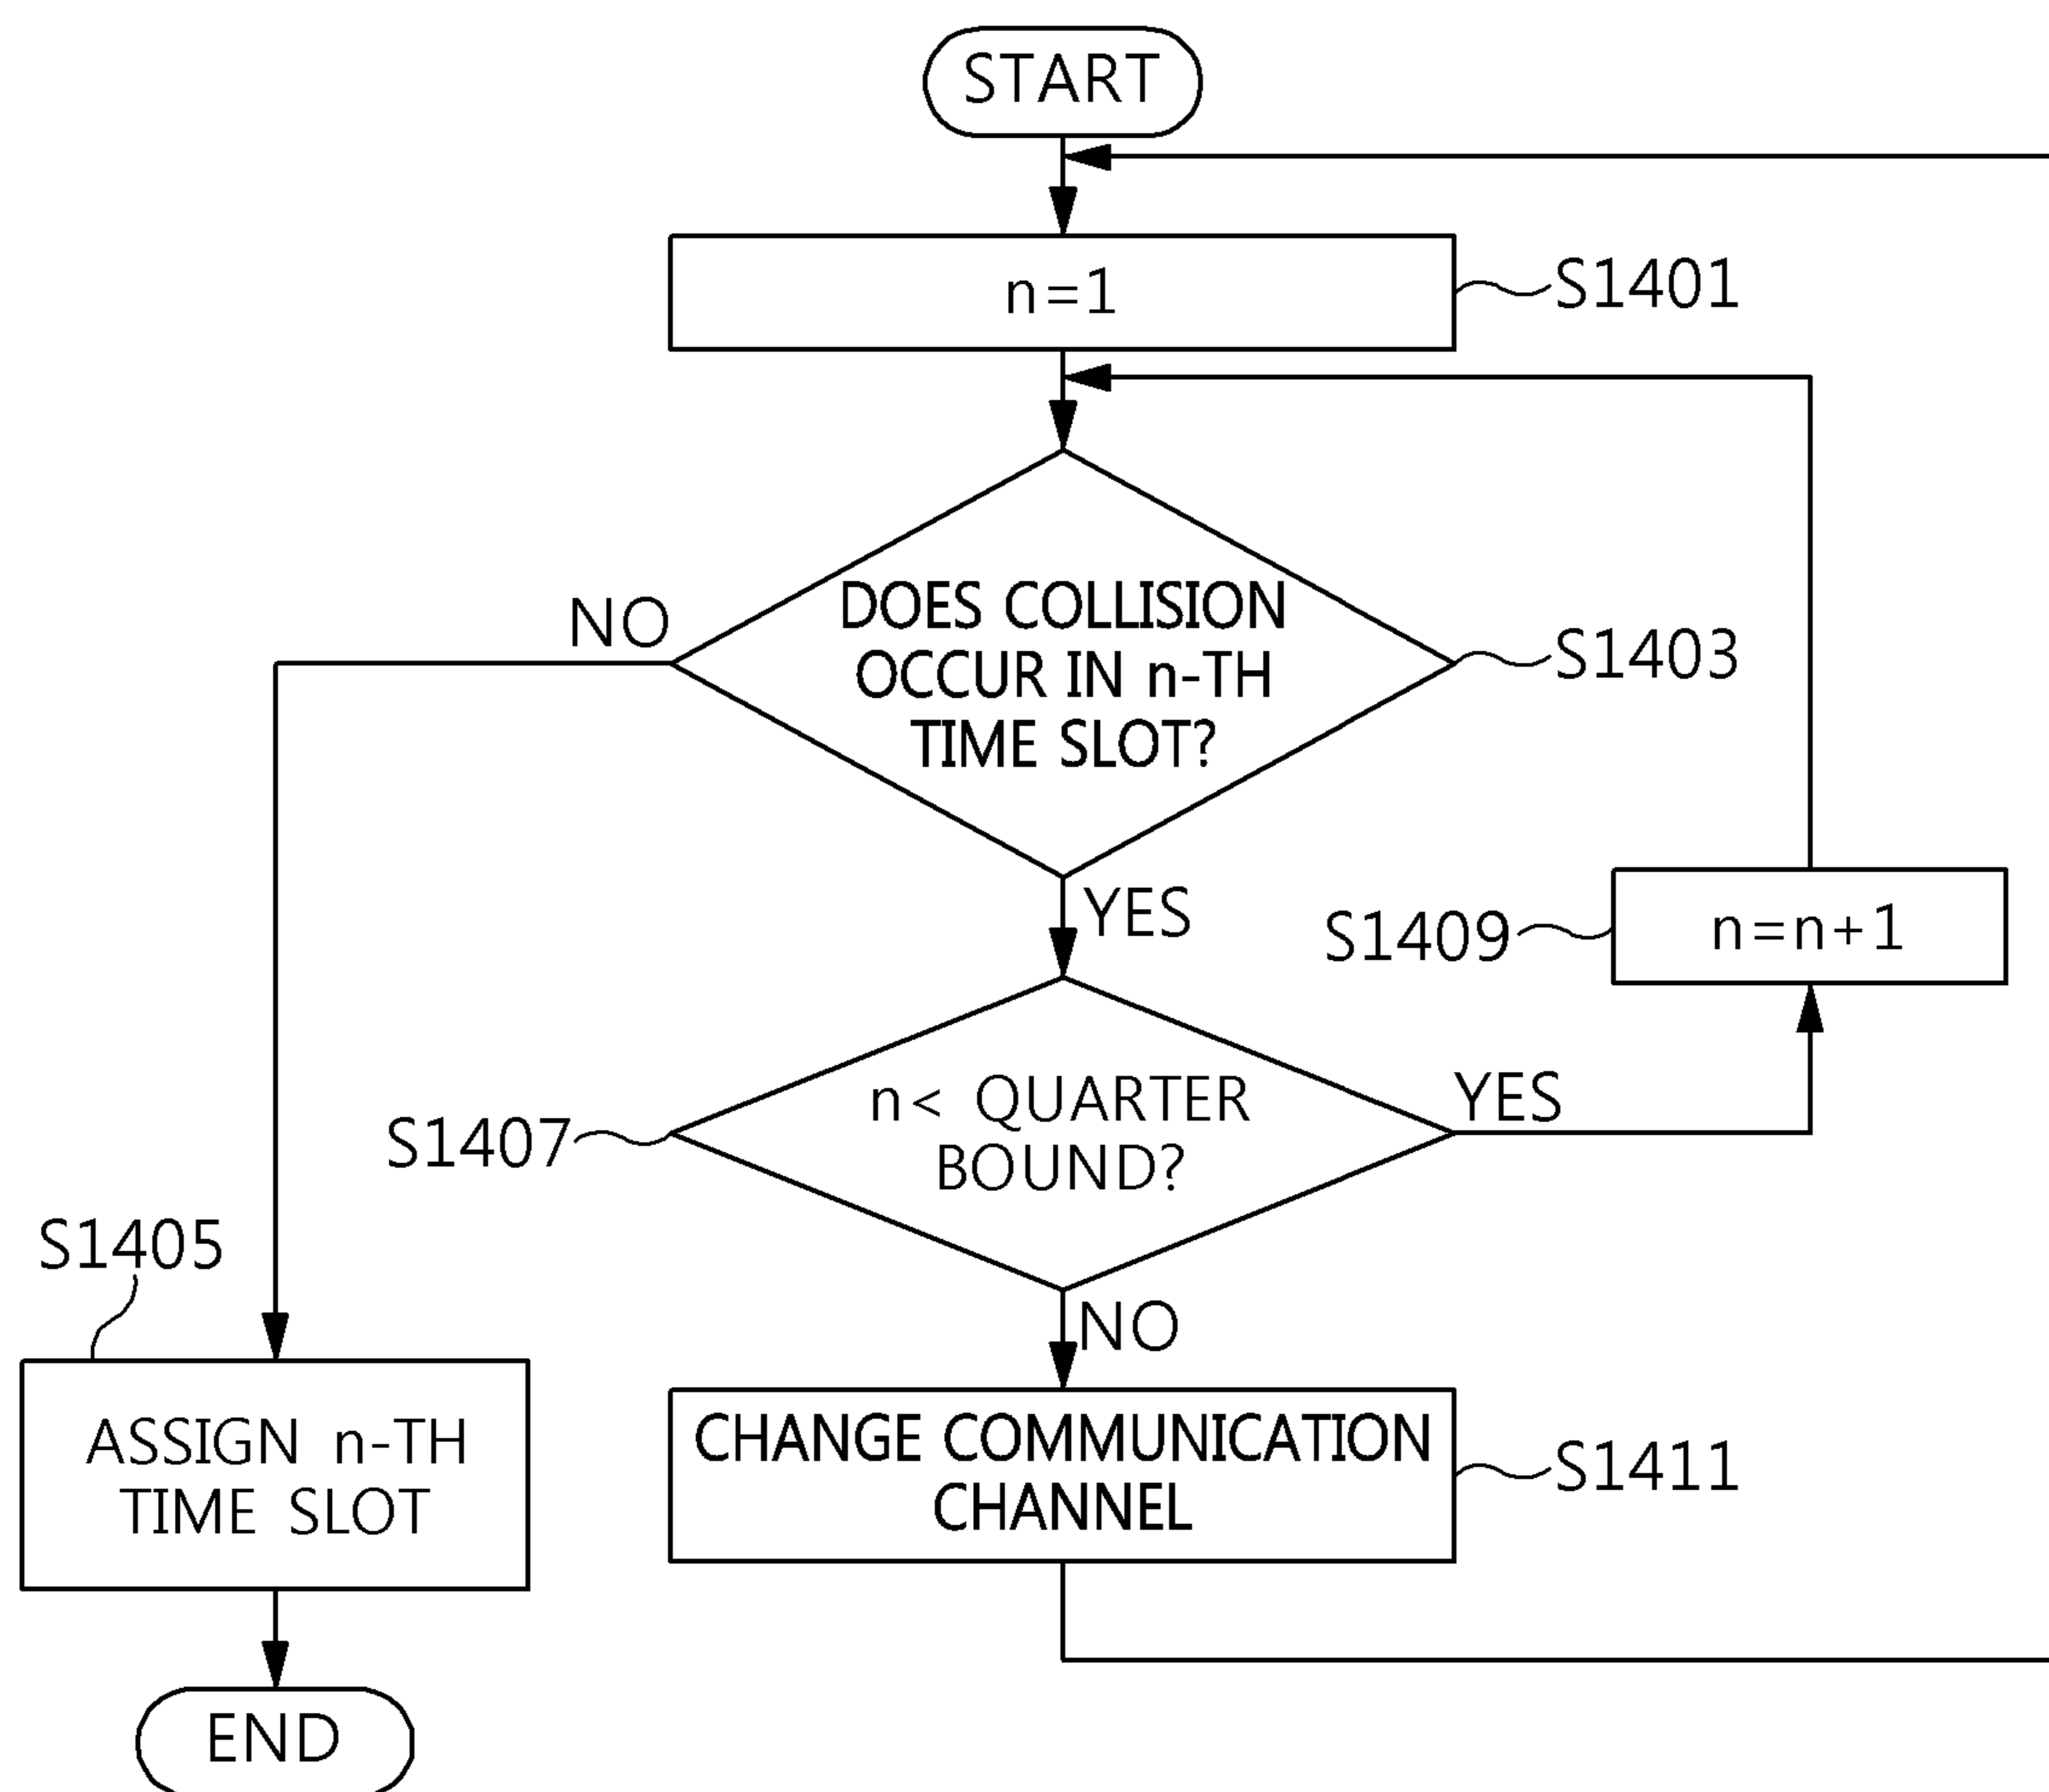 START
n=1
S1401
DOES COLLISION
OCCUR IN n-TH
TIME SLOT?
NO
S1403
YES
S1409
n=n+1
n< QUARTER
BOUND?
YES
S1407
S1405
NO
ASSIGN n-TH
TIME SLOT
CHANGE COMMUNICATION
CHANNEL
S1411
END